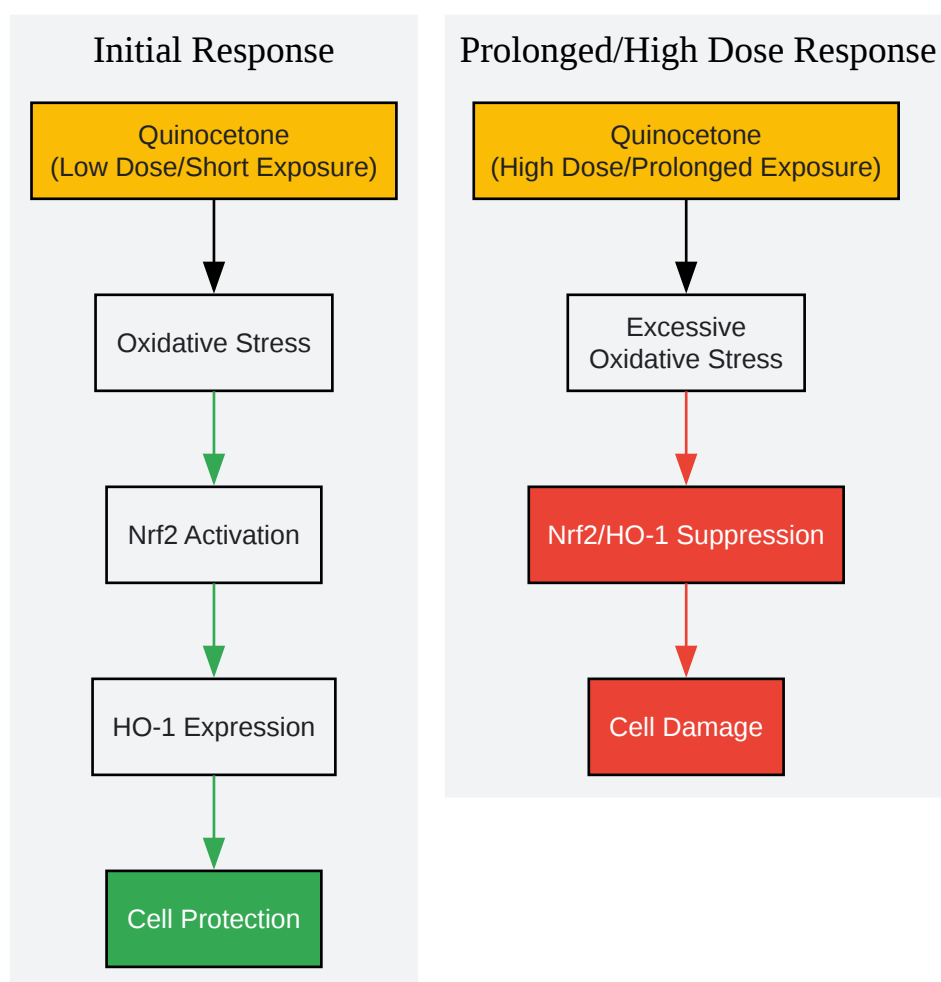 Initial Response
Quinocetone
(Low Dose/Short Exposure)
Oxidative Stress
Nrf2 Activation
HO-1 Expression
Cell Protection
Prolonged/High Dose Response
Quinocetone
(High Dose/Prolonged Exposure)
Excessive
Oxidative Stress
Nrf2/HO-1 Suppression
Cell Damage